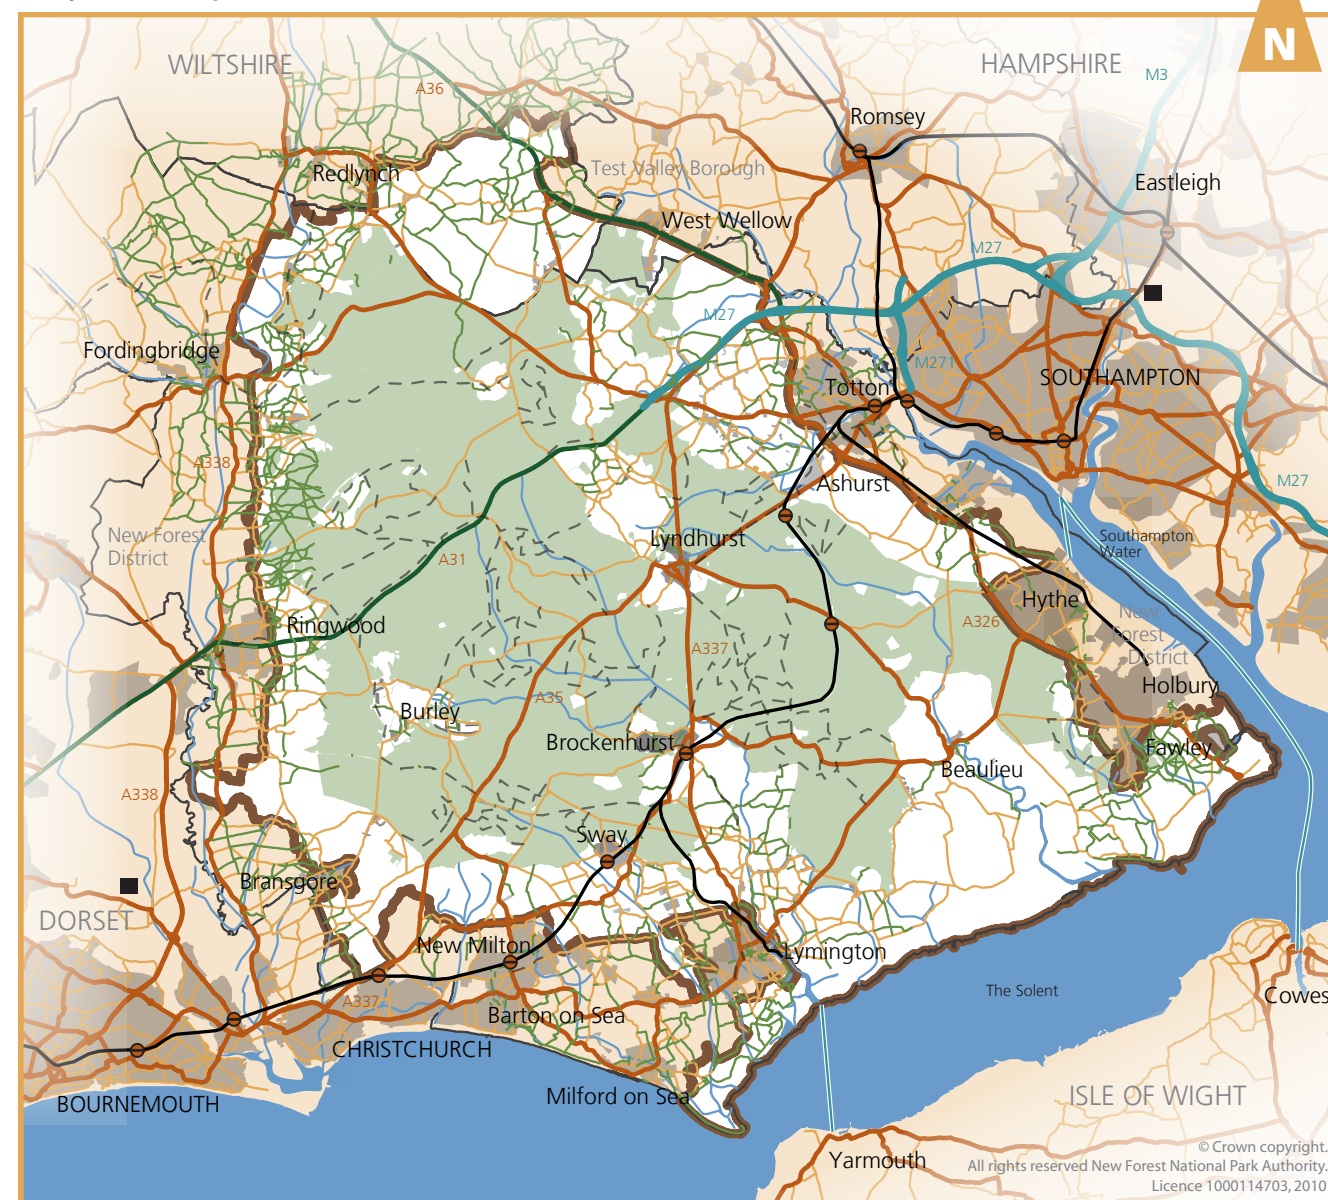 N
WILTSHIRE
HAMPSHIRE
M3
A36
Romsey
Redlynch
Test Valley Borough
Eastleigh
West Wellow
M27
M27
Fordingbridge
M271
Totton
SOUTHAMPTON
A338
Ashurst
M27
New Forest
District
Lyndhurst
Southampton
Water
A31
Hythe
New
Forest
District
Ringwood
A326
A337
Holbury
A35
Burley
Brockenhurst
Fawley
Beaulieu
A338
Sway
Bransgore
DORSET
New Milton
Lymington
The Solent
Cowes
A337
Barton on Sea
CHRISTCHURCH
Milford on Sea
ISLE OF WIGHT
BOURNEMOUTH
Yarmouth
© Crown copyright.
All rights reserved New Forest National Park Authority.
Licence 1000114703, 2010